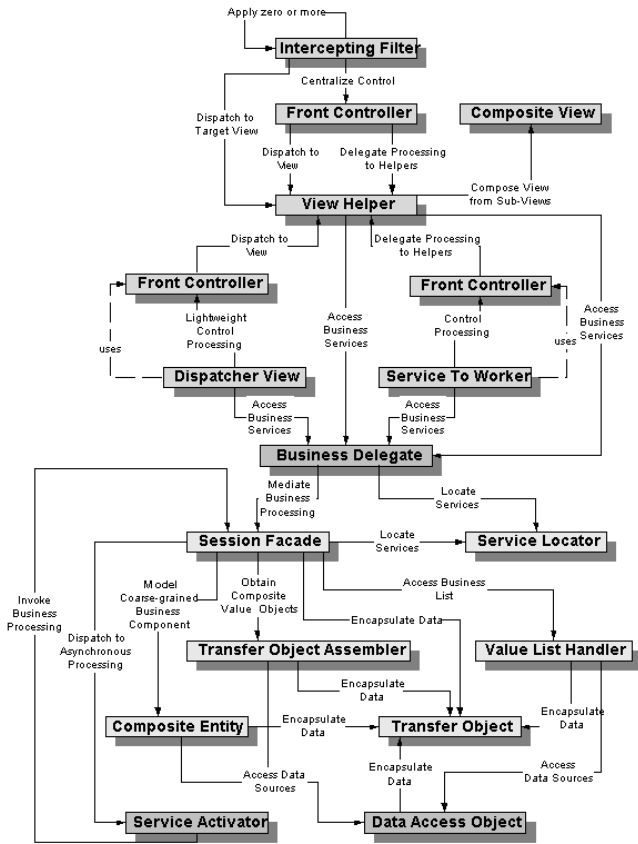 Apply zero or more
Intercepting Filter
Centralize Control
Dispatch to
Target View
Front Controller
Composite View
Dispatch to
View
Delegate Processing
to Helpers
Compose View
from Sub-Views
View Helper
Dispatch to
View
Delegate Processing
to Helpers
Front Controller
Front Controller
Lightweight
Control
Processing
Access
Business
Services
Control
Processing
Access
Business
Services
uses
uses
Dispatcher View
Service To Worker
Access
Business
Services
Access
Business
Services
Business Delegate
Mediate
Business
Processing
Locate
Services
Session Facade
Locate
Services
Service Locator
Invoke
Business
Processing
Dispatch to
Asynchronous
Processing
Model
Coarse-grained
Business
Component
Obtain
Composite
Value Objects
Encapsulate Data
Access Business
List
Transfer Object Assembler
Value List Handler
Encapsulate
Data
Composite Entity
Encapsulate
Data
Transfer Object
Encapsulate
Data
Access Data
Sources
Encapsulate
Data
Access
Data Sources
Service Activator
Data Access Object